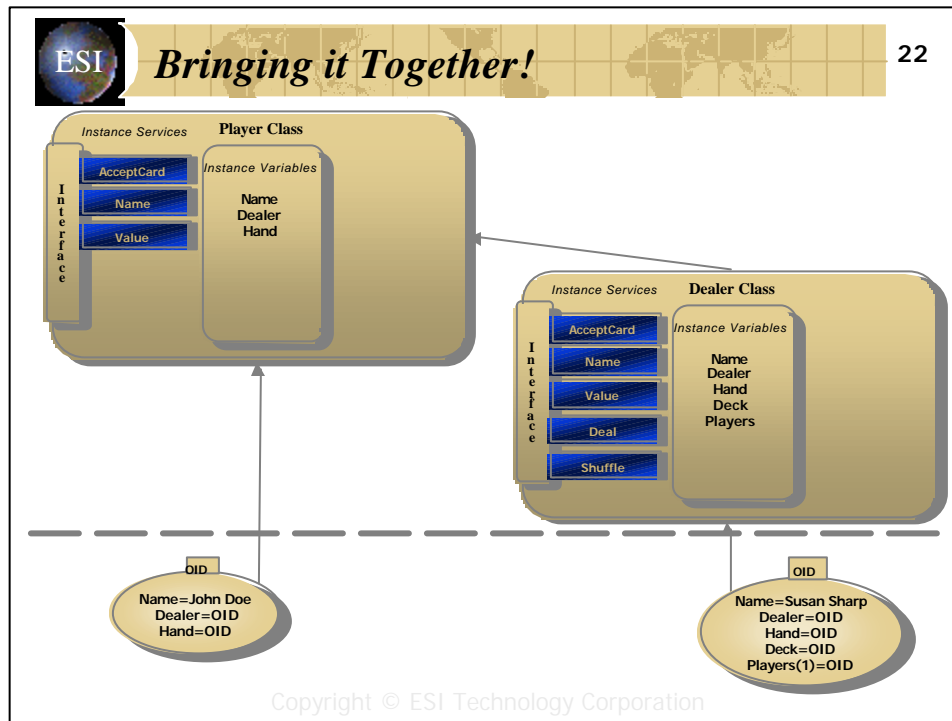 ESI
Bringing it Together!
22
Instance Services
Player Class
Interface
AcceptCard
Name
Value
Instance Variables
Name
Dealer
Hand
Instance Services
Dealer Class
Interface
AcceptCard
Name
Value
Deal
Shuffle
Instance Variables
Name
Dealer
Hand
Deck
Players
OID
Name=John Doe
Dealer=OID
Hand=OID
OID
Name=Susan Sharp
Dealer=OID
Hand=OID
Deck=OID
Players(1)=OID
Copyright © ESI Technology Corporation